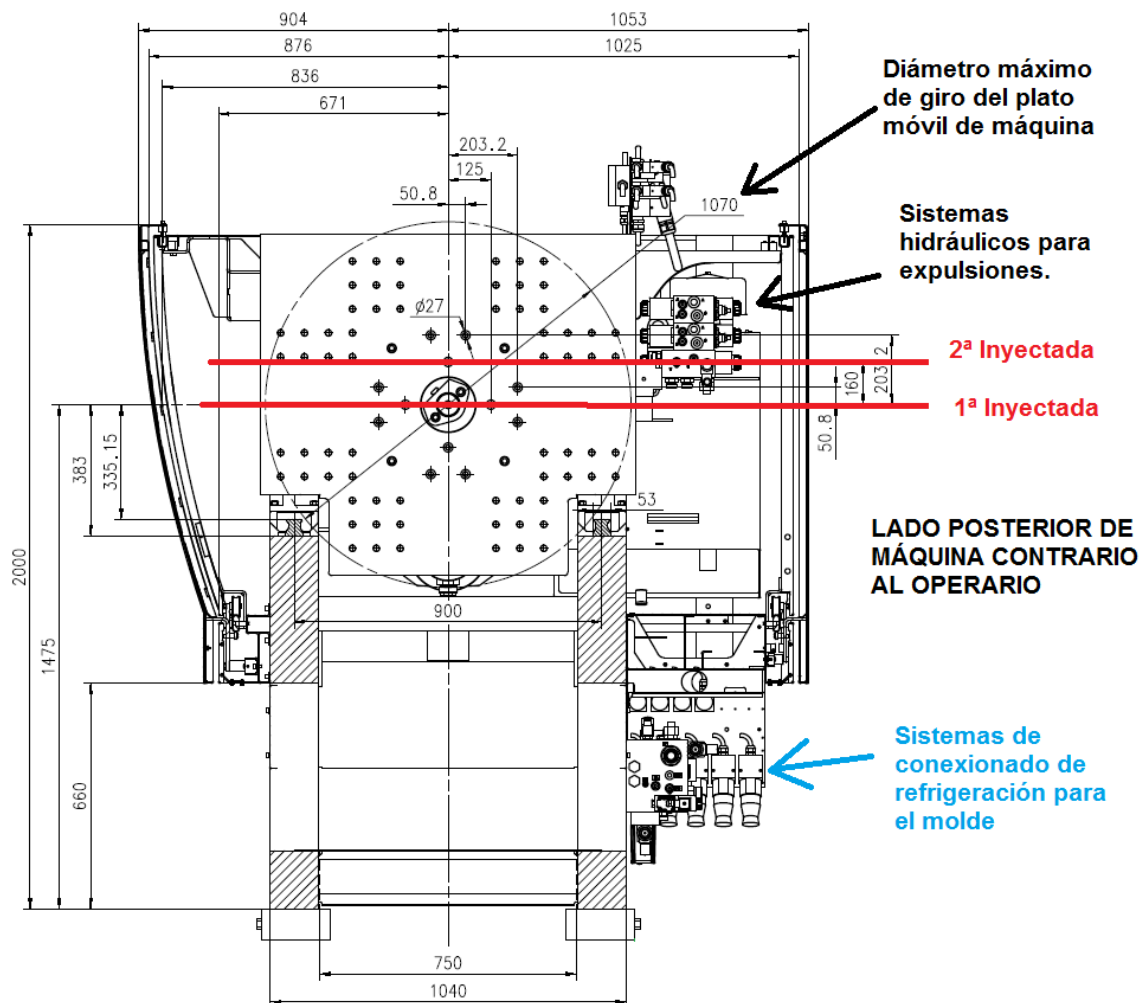 904
1053
876
1025
836
671
Diámetro máximo
de giro del plato
móvil de máquina
203.2
125
50.8
1070
Sistemas
hidráulicos para
expulsiones.
Ø27
2ª Inyectada
203.2
160
1ª Inyectada
50.8
383
335.15
53
LADO POSTERIOR DE
MÁQUINA CONTRARIO
AL OPERARIO
2000
900
1475
Sistemas de
conexionado de
refrigeración para
el molde
660
750
1040